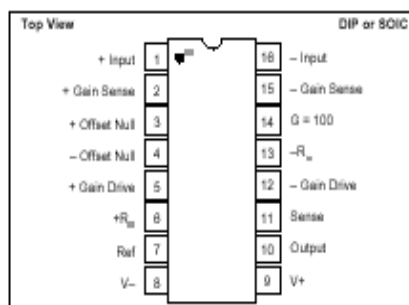 Top View DIP or SOIC
+ Input 1 16 – Input
+ Gain Sense 2 15 – Gain Sense
+ Offset Null 3 14 G = 100
– Offset Null 4 13
+ Gain Drive 5 12 – Gain Drive
6 11 Sense
Ref 7 10 Output
V– 8 9 V+